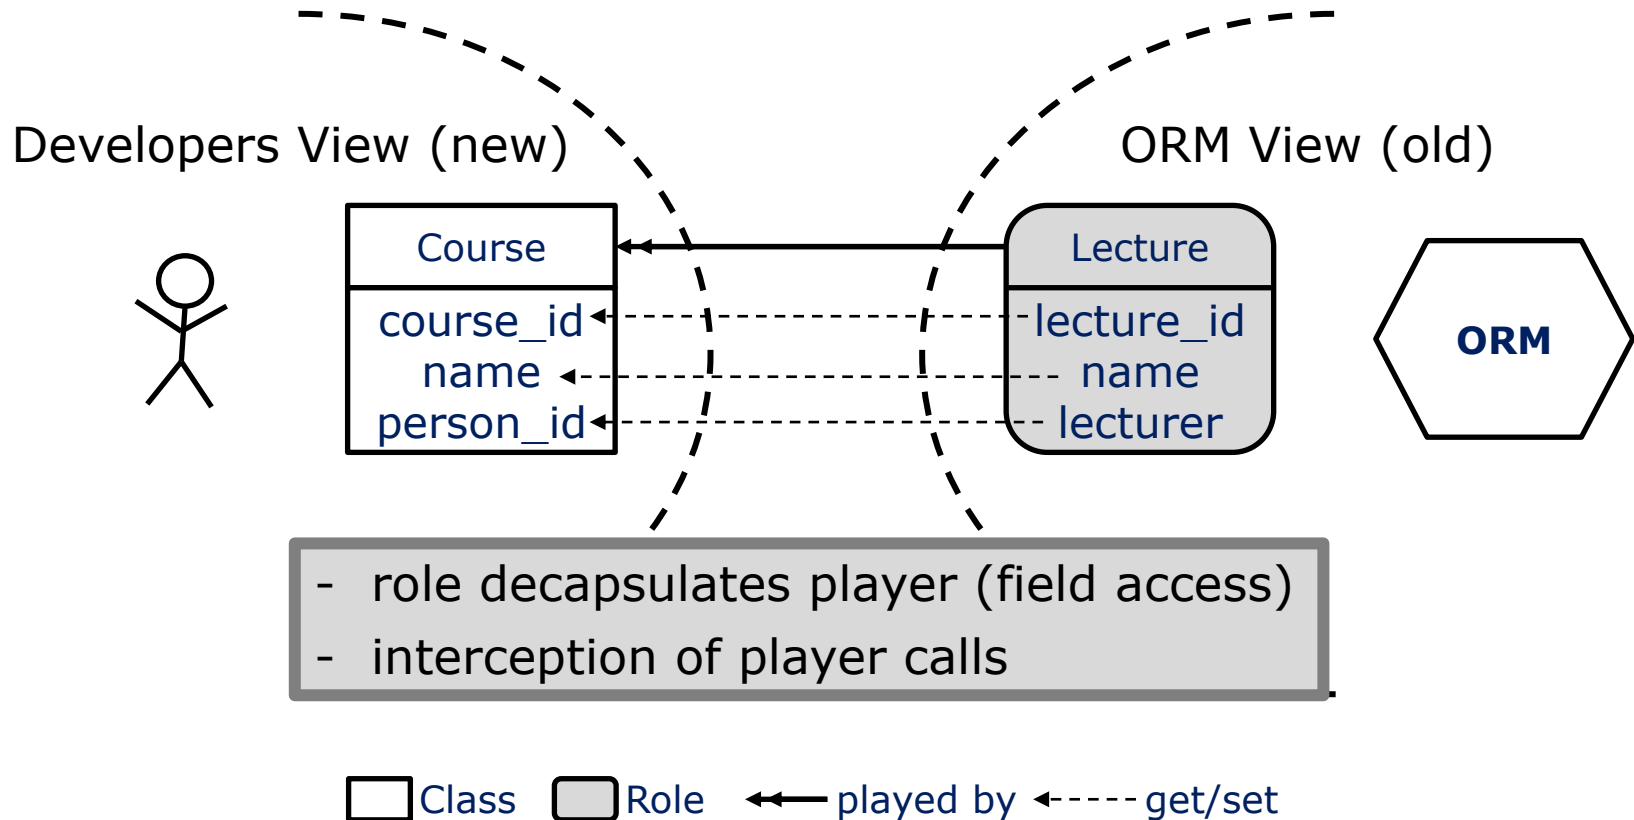 Developers View (new)
ORM View (old)
Course
course_id
name
person_id
Lecture
lecture_id
name
lecturer
ORM
- role decapsulates player (field access)
- interception of player calls
Class
Role
played by
get/set